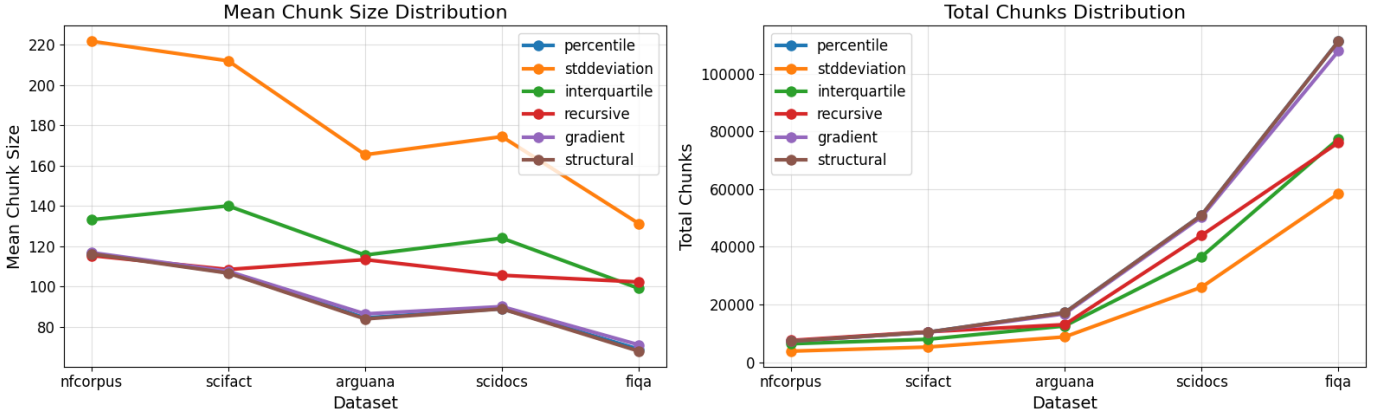 Mean Chunk Size Distribution
Mean Chunk Size
220
200
180
160
140
120
100
80
percentile
stddeviation
interquartile
recursive
gradient
structural
nfcorpus scifact arguana scidocs fiqa
Dataset
Total Chunks Distribution
Total Chunks
100000
80000
60000
40000
20000
0
percentile
stddeviation
interquartile
recursive
gradient
structural
nfcorpus scifact arguana scidocs fiqa
Dataset